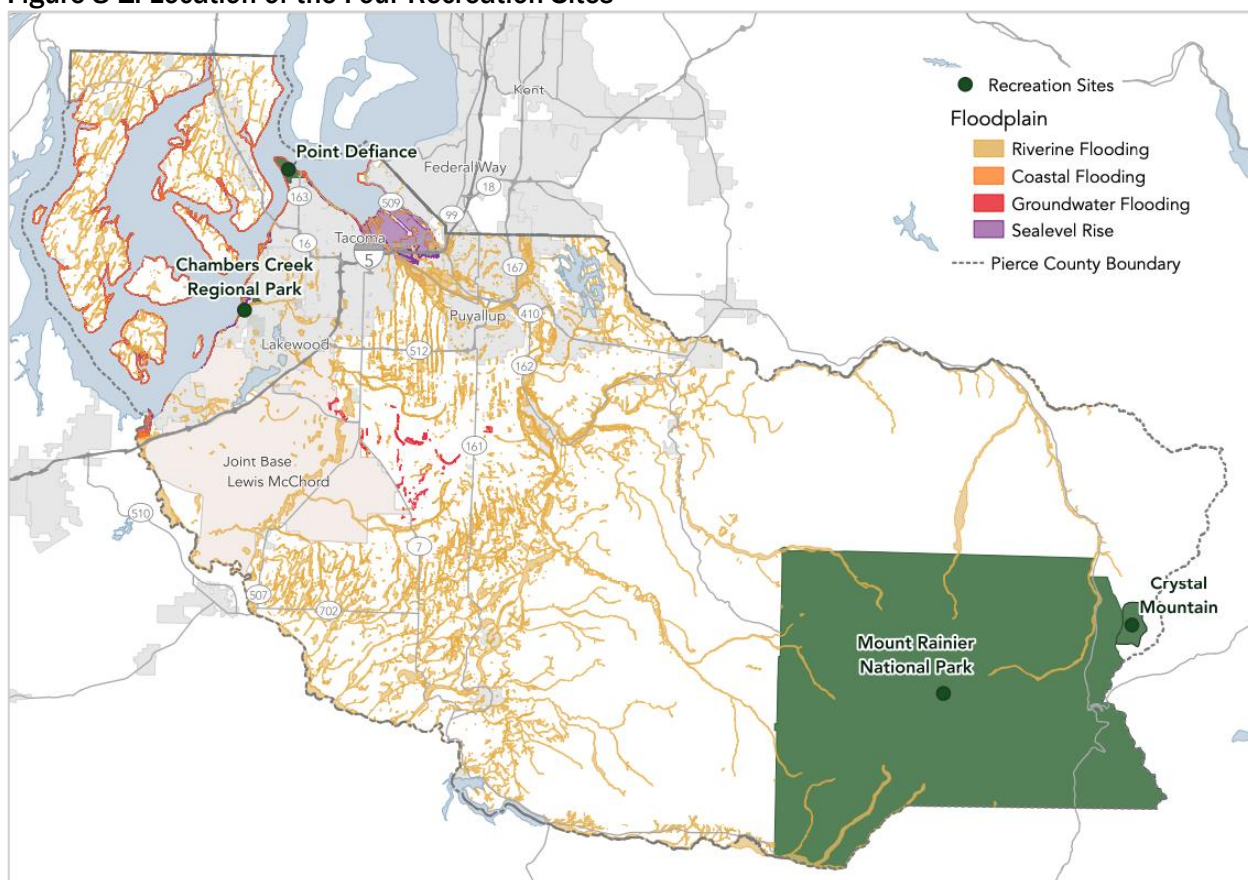 Figure 3-2. Location of the Four Recreation Sites
Kent
Recreation Sites
Floodplain
Riverine Flooding
Coastal Flooding
Groundwater Flooding
Sealevel Rise
Pierce County Boundary
Point Defiance
Federal Way
18
163
509
99
16
Tacoma
5
167
Chambers Creek
Regional Park
Puyallup
410
Lakewood
512
162
161
Joint Base
Lewis McChord
510
7
507
702
Crystal
Mountain
Mount Rainier
National Park